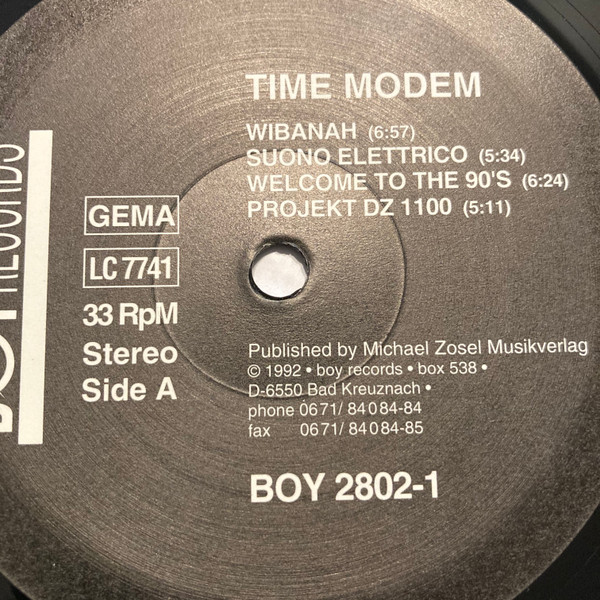 TIME MODEM
WIBANAH (6:57)
SUONO ELETTRICO (5:34)
WELCOME TO THE 90'S (6:24)
PROJEKT DZ 1100 (5:11)
RECORDS
GEMA
LC 7741
33 RpM
Stereo
Side A
Published by Michael Zosel Musikverlag
© 1992 • boy records • box 538 •
D-6550 Bad Kreuznach •
phone 0671/ 84084-84
fax 0671/ 84084-85
BOY 2802-1